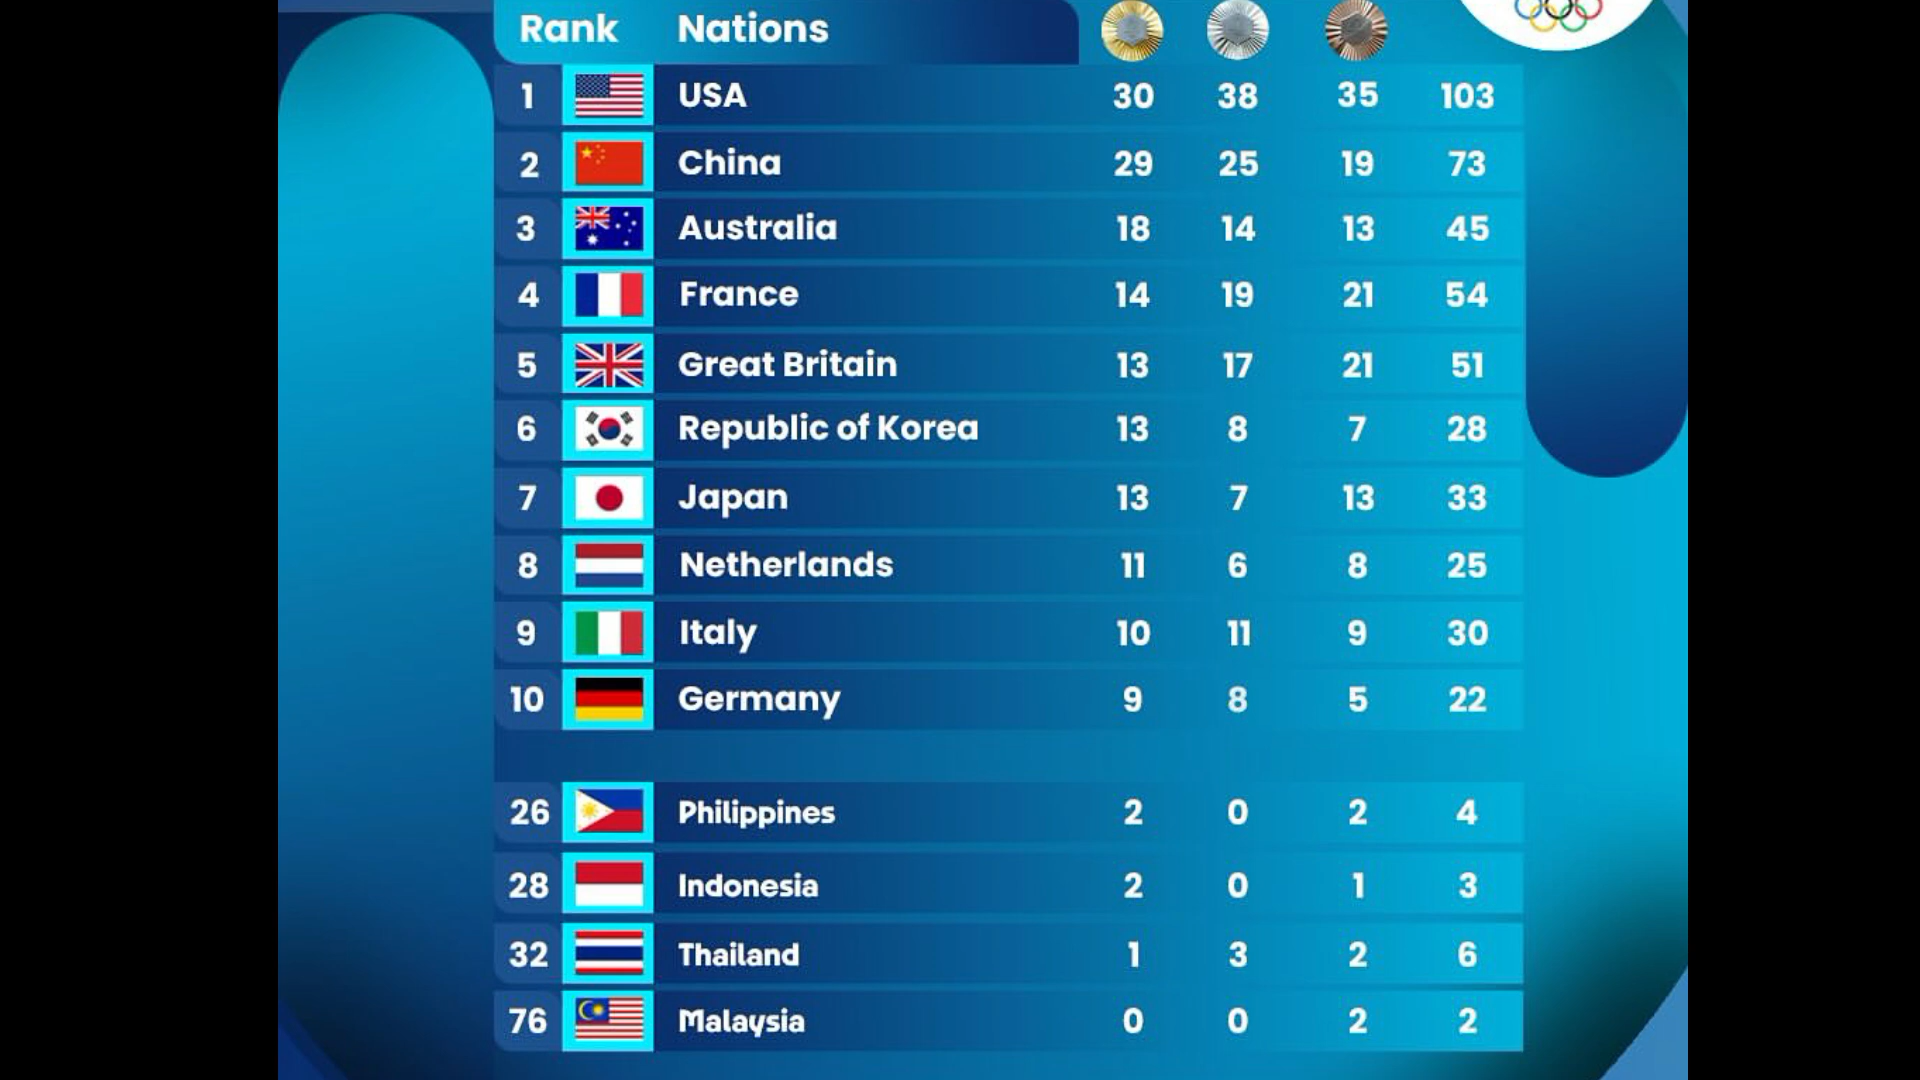 Rank Nations
1 USA 30 38 35 103
2 China 29 25 19 73
3 Australia 18 14 13 45
4 France 14 19 21 54
5 Great Britain 13 17 21 51
6 Republic of Korea 13 8 7 28
7 Japan 13 7 13 33
8 Netherlands 11 6 8 25
9 Italy 10 11 9 30
10 Germany 9 8 5 22
26 Philippines 2 0 2 4
28 Indonesia 2 0 1 3
32 Thailand 1 3 2 6
76 Malaysia 0 0 2 2